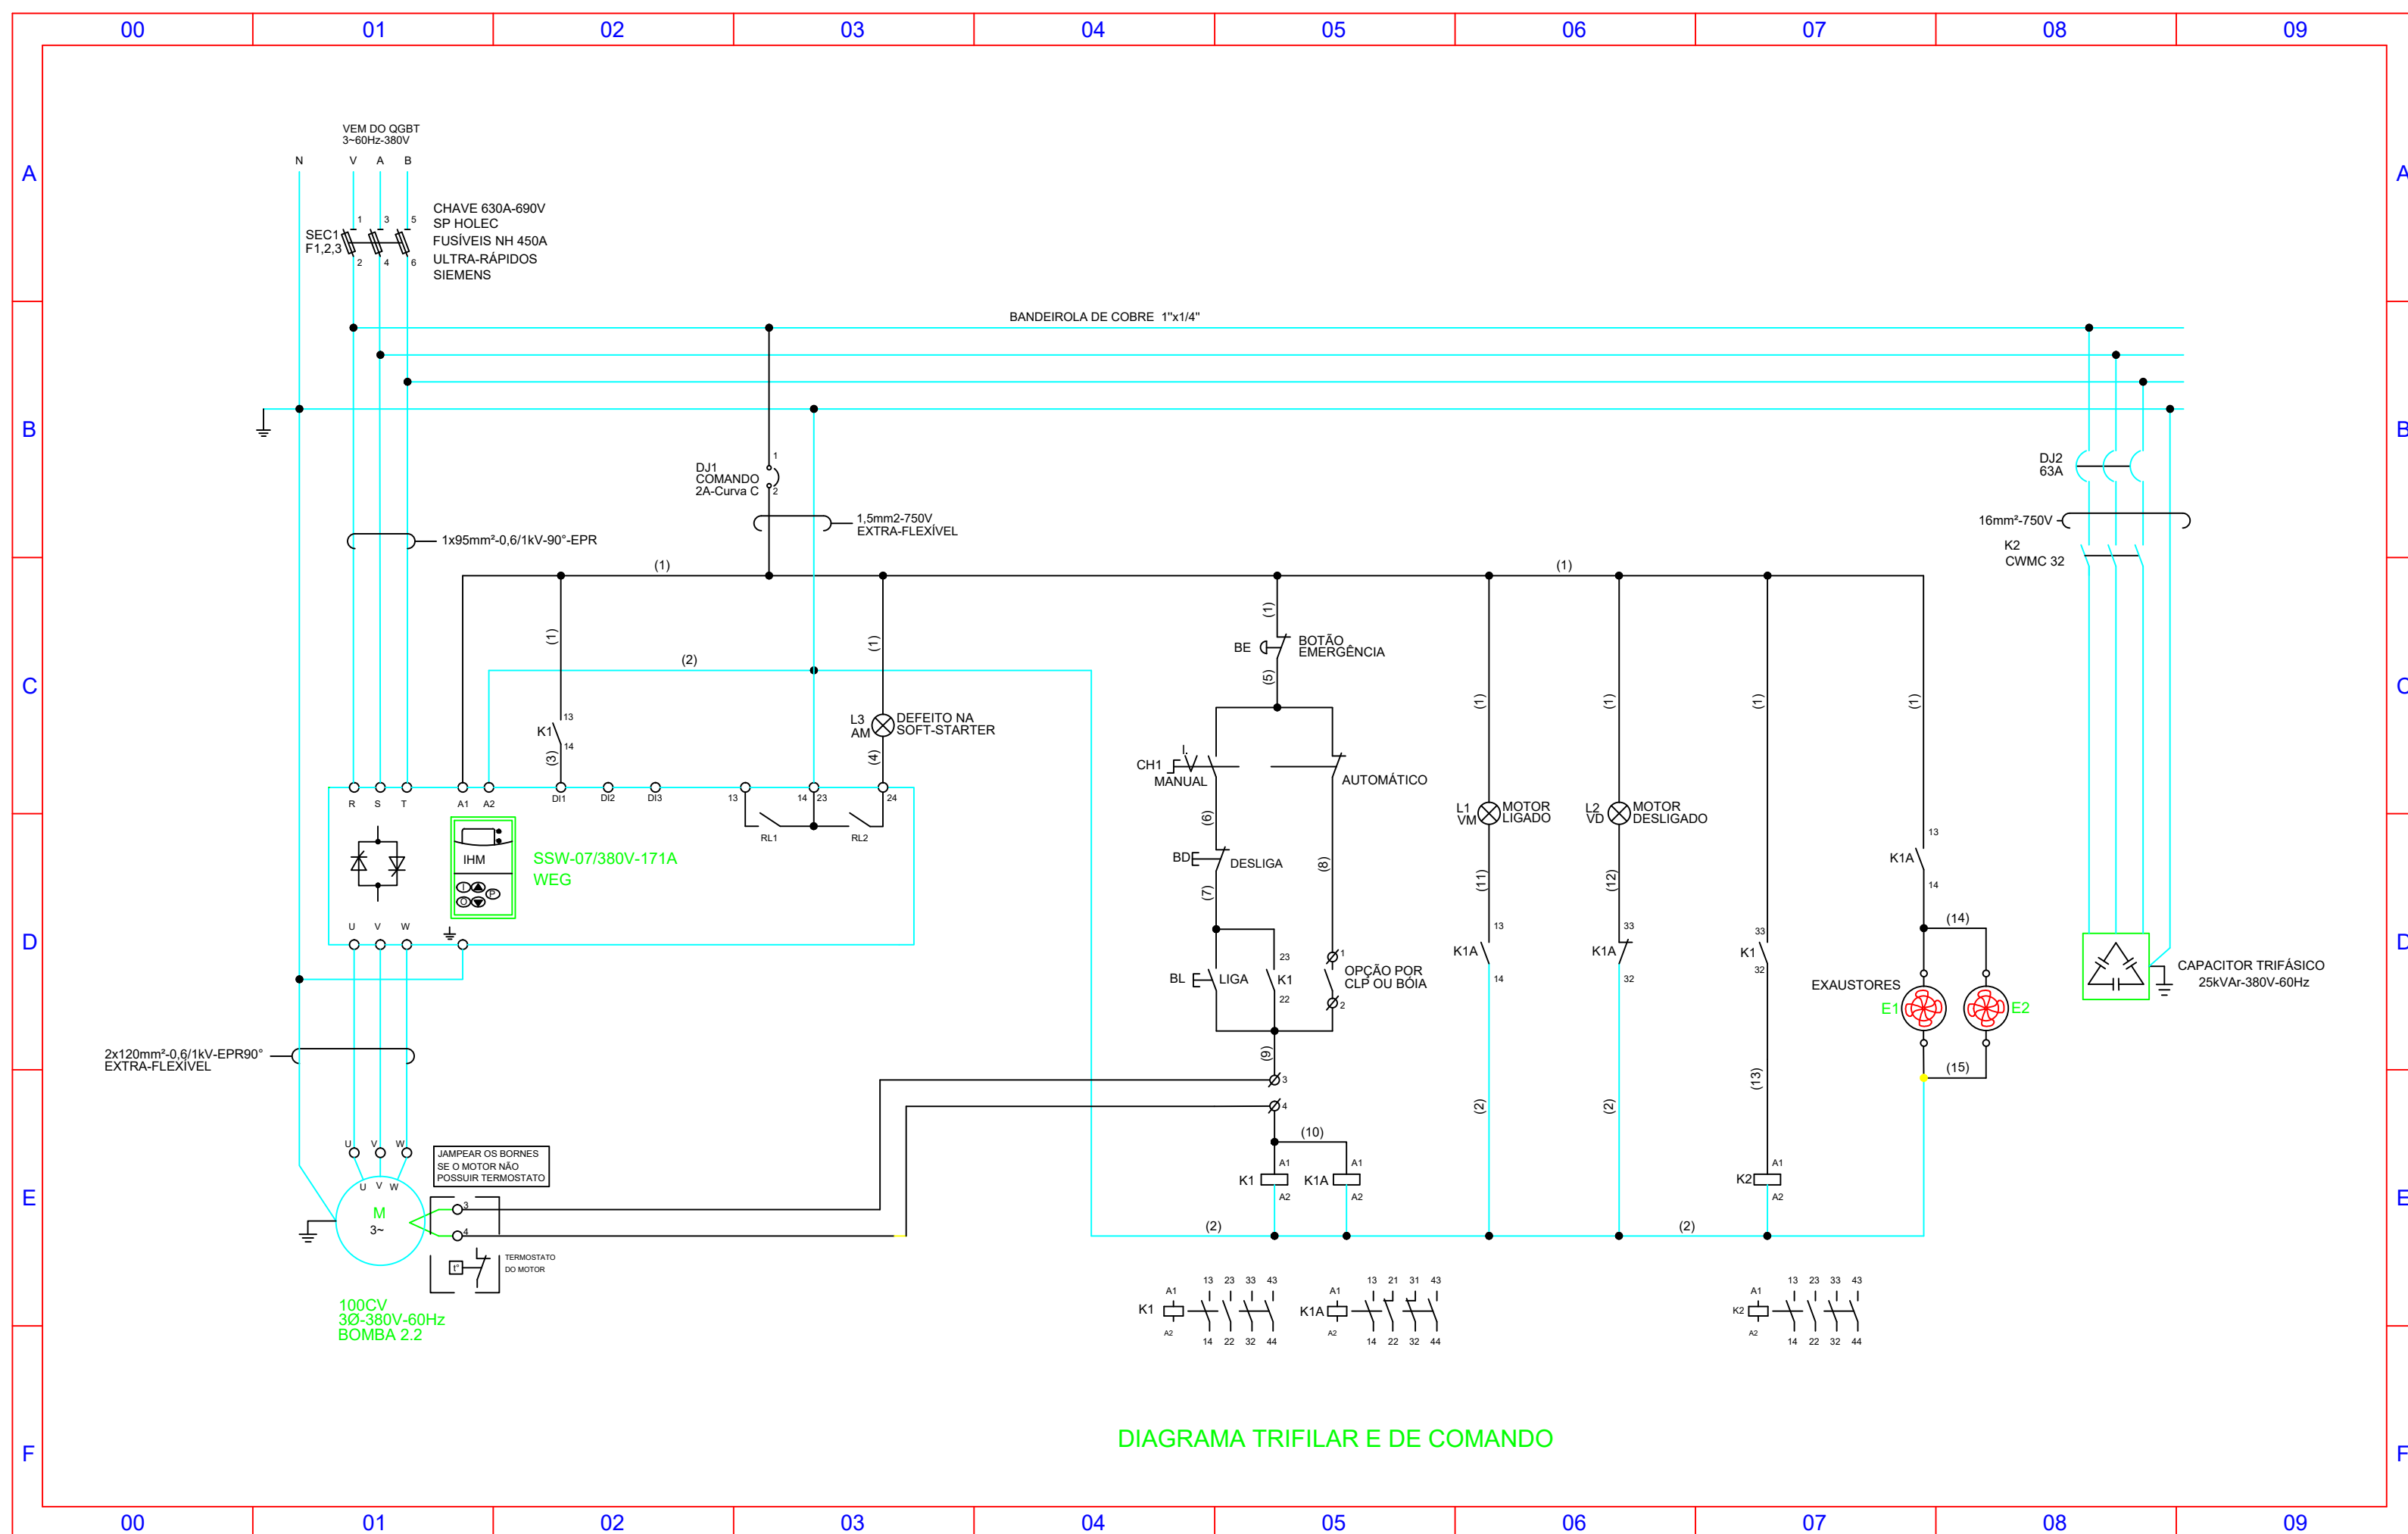 00 01 02 03 04 05 06 07 08 09
A A
VEM DO QGBT
3~60Hz-380V
N V A B
1 3 5
SEC1
F1,2,3
2 4 6
CHAVE 630A-690V
SP HOLEC
FUSÍVEIS NH 450A
ULTRA-RÁPIDOS
SIEMENS
BANDEIROLA DE COBRE 1"x1/4"
B B
DJ1
COMANDO
2A-Curva C
1
2
1,5mm2-750V
EXTRA-FLEXÍVEL
1x95mm²-0,6/1kV-90°-EPR
DJ2
63A
16mm²-750V
K2
CWMC 32
C C
(1) (1)
(1) (1) (1) (1) (1) (1) (1)
(2)
BE
BOTÃO
EMERGÊNCIA
(5)
K1
13
14
(3)
L3
AM
DEFEITO NA
SOFT-STARTER
(4)
CH1
I.
MANUAL
AUTOMÁTICO
R S T A1 A2 DI1 DI2 DI3 13 14 23 24
RL1 RL2
IHM
I P
O
SSW-07/380V-171A
WEG
U V W
(6)
BD
DESLIGA
(7)
(8)
L1
VM
MOTOR
LIGADO
L2
VD
MOTOR
DESLIGADO
(11) (12)
K1A
13
14
(14)
D D
BL
LIGA
23
K1
22
1
OPÇÃO POR
CLP OU BÓIA
2
K1A
13
14
K1A
33
32
K1
33
32
EXAUSTORES
E1 E2
(15)
CAPACITOR TRIFÁSICO
25kVAr-380V-60Hz
2x120mm²-0,6/1kV-EPR90°
EXTRA-FLEXÍVEL
(9)
3
4
(10)
(2) (2) (13)
E E
U V W
U V W
M
3~
JAMPEAR OS BORNES
SE O MOTOR NÃO
POSSUIR TERMOSTATO
3
4
t°
TERMOSTATO
DO MOTOR
A1
K1
A2
A1
K1A
A2
A1
K2
A2
(2) (2)
100CV
3Ø-380V-60Hz
BOMBA 2.2
A1 13 23 33 43
K1
A2 14 22 32 44
A1 13 21 31 43
K1A
A2 14 22 32 44
A1 13 23 33 43
K2
A2 14 22 32 44
DIAGRAMA TRIFILAR E DE COMANDO
F F
00 01 02 03 04 05 06 07 08 09